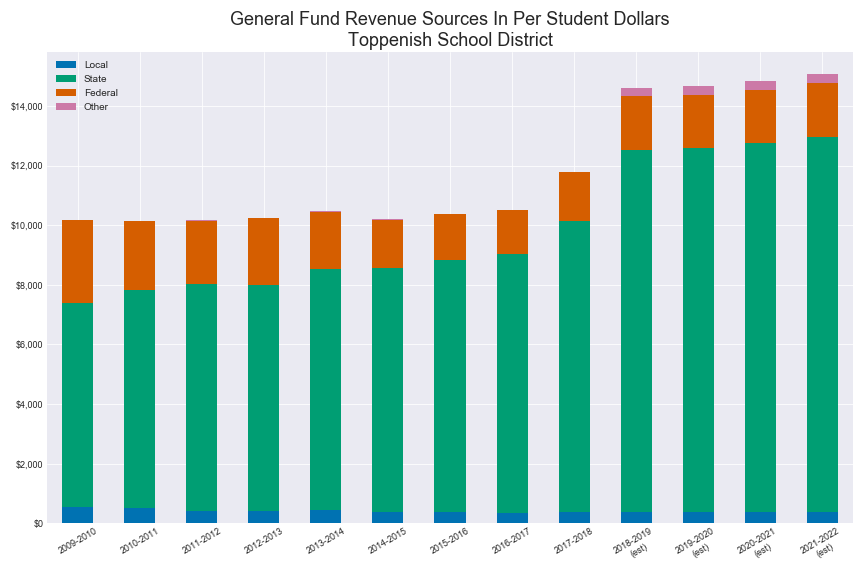 General Fund Revenue Sources In Per Student Dollars
Toppenish School District
Local
State
Federal
Other
$14,000
$12,000
$10,000
$8,000
$6,000
$4,000
$2,000
$0
2009-2010
2010-2011
2011-2012
2012-2013
2013-2014
2014-2015
2015-2016
2016-2017
2017-2018
2018-2019
(est)
2019-2020
(est)
2020-2021
(est)
2021-2022
(est)